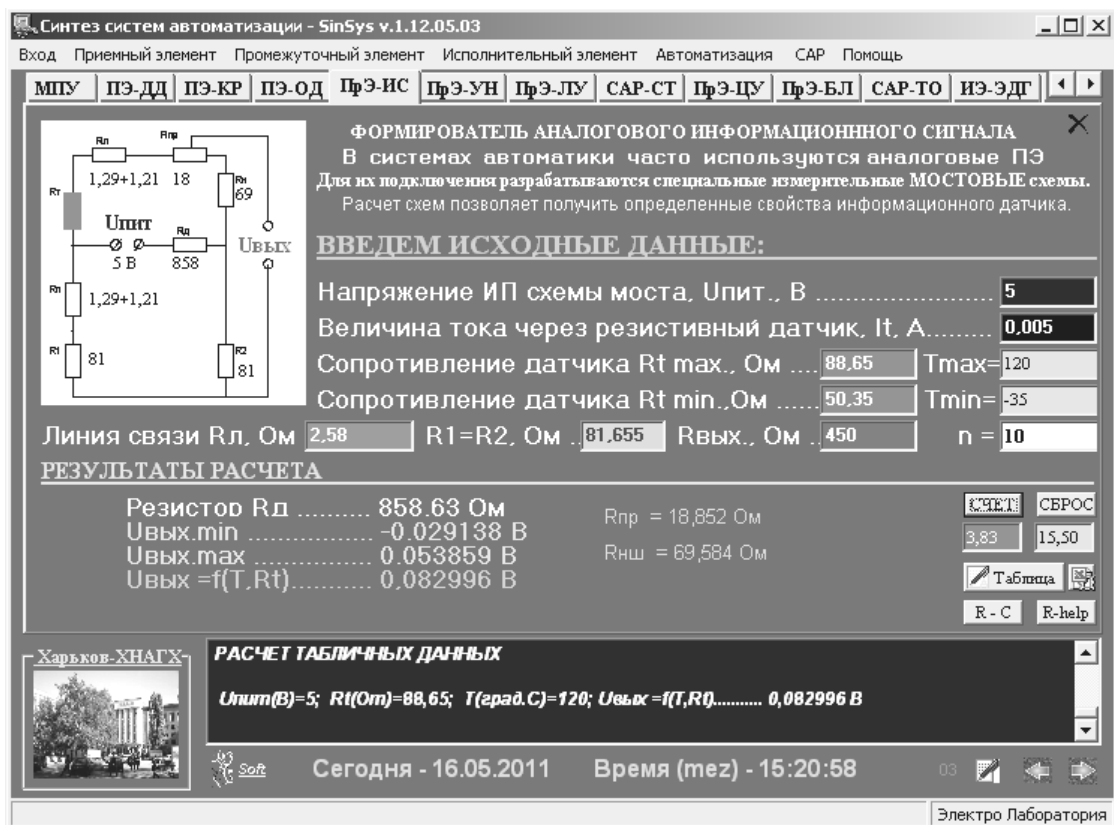 Синтез систем автоматизации - SinSys v.1.12.05.03
Вход Приемный элемент Промежуточный элемент Исполнительный элемент Автоматизация САР Помощь
МПУ ПЭ-ДД ПЭ-КР ПЭ-ОД ПрЭ-ИС ПрЭ-УН ПрЭ-ЛУ САР-СТ ПрЭ-ЦУ ПрЭ-БЛ САР-ТО ИЭ-ЭДГ
Rл Rпр
1,29+1,21 18
Rт
Rн
69
Uпит
Rд
Uвых
5 В 858
Rл
1,29+1,21
R1
81
R2
81
ФОРМИРОВАТЕЛЬ АНАЛОГОВОГО ИНФОРМАЦИОНННОГО СИГНАЛА
В системах автоматики часто используются аналоговые ПЭ
Для их подключения разрабатываются специальные измерительные МОСТОВЫЕ схемы.
Расчет схем позволяет получить определенные свойства информационного датчика.
ВВЕДЕМ ИСХОДНЫЕ ДАННЫЕ:
Напряжение ИП схемы моста, Uпит., В ..................... 5
Величина тока через резистивный датчик, It, А......... 0,005
Сопротивление датчика Rt max., Ом .... 88,65 Tmax= 120
Сопротивление датчика Rt min.,Ом ...... 50,35 Tmin= -35
Линия связи Rл, Ом 2,58 R1=R2, Ом .. 81,655 Rвых., Ом . 450 n = 10
РЕЗУЛЬТАТЫ РАСЧЕТА
Резистор Rд .......... 858.63 Ом
Uвых.min ................. -0.029138 В
Uвых.max ................ 0.053859 В
Uвых =f(T,Rt)............ 0,082996 В
Rпр = 18,852 Ом
Rнш = 69,584 Ом
СЧЕТ СБРОС
3,83 15,50
Таблица
R - C R-help
Харьков-ХНАГХ
РАСЧЕТ ТАБЛИЧНЫХ ДАННЫХ
Uпит(В)=5; Rt(Om)=88,65; T(град.С)=120; Uвых =f(T,Rt)........... 0,082996 В
Soft
Сегодня - 16.05.2011 Время (mez) - 15:20:58 03
Электро Лаборатория